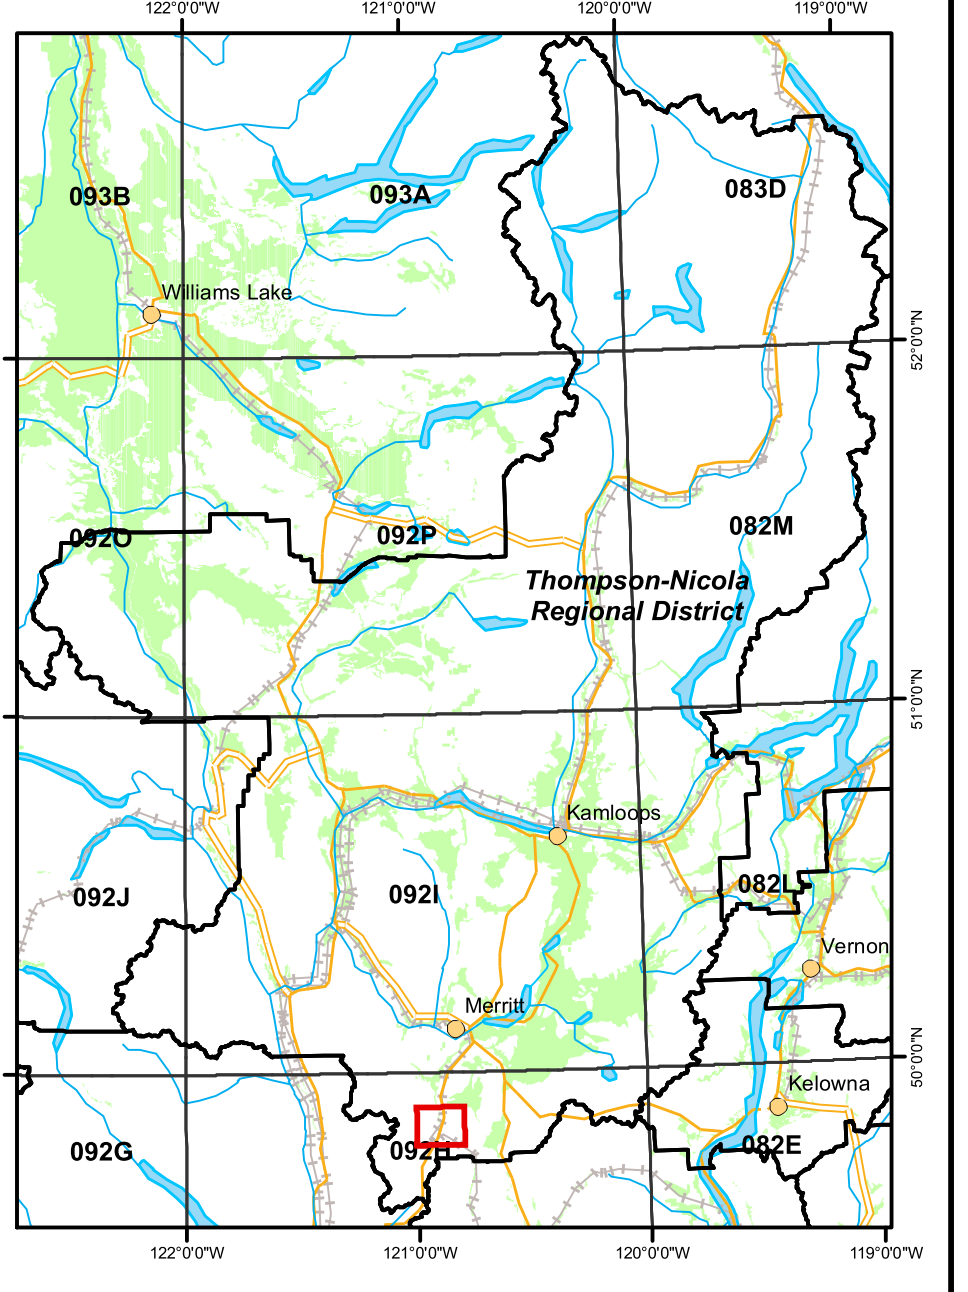 122°0'0"W
121°0'0"W
120°0'0"W
119°0'0"W
083D
093B
093A
Williams Lake
52°0'0"N
082M
092P
092O
Thompson-Nicola
Regional District
51°0'0"N
Kamloops
082L
092I
092J
Vernon
Merritt
50°0'0"N
Kelowna
082E
092H
092G
122°0'0"W
121°0'0"W
120°0'0"W
119°0'0"W